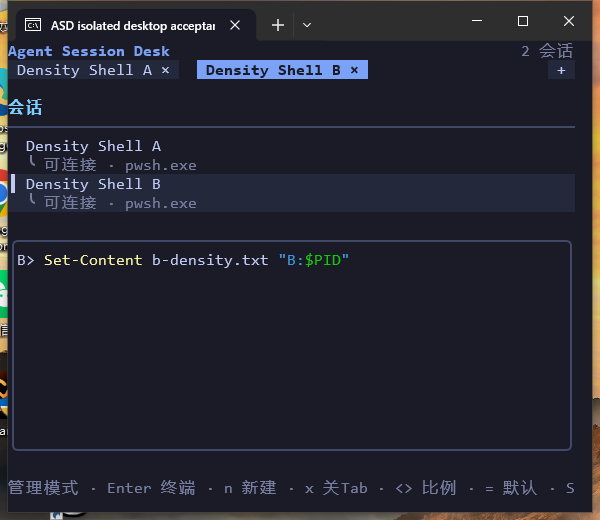 ASD isolated desktop acceptar
Agent Session Desk 2 会话
Density Shell A × Density Shell B × +
会话
Density Shell A
╰ 可连接 · pwsh.exe
Density Shell B
╰ 可连接 · pwsh.exe
B> Set-Content b-density.txt "B:$PID"
管理模式 · Enter 终端 · n 新建 · x 关Tab · <> 比例 · = 默认 · S